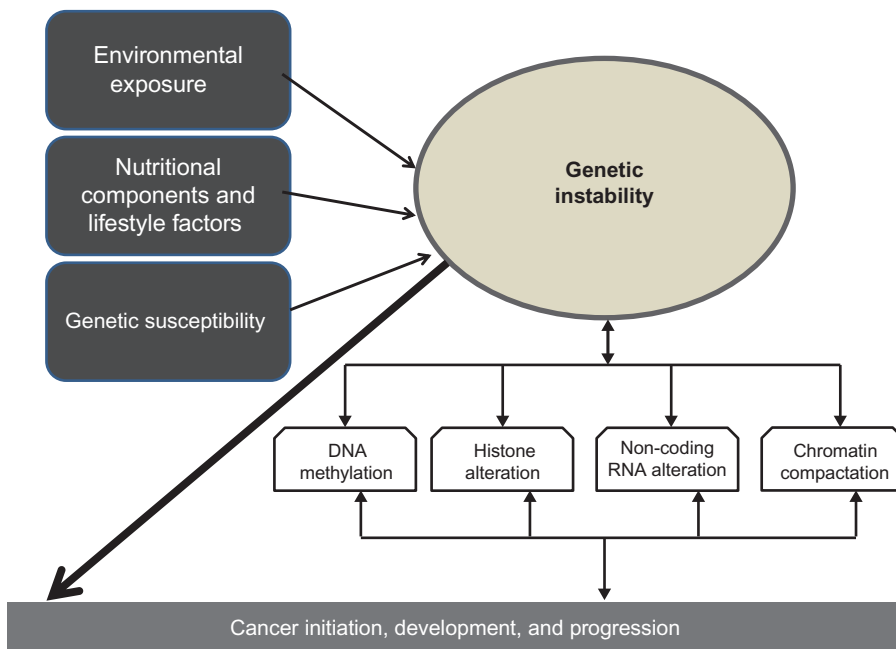 Environmental
exposure
Nutritional
components and
lifestyle factors
Genetic susceptibility
Genetic
instability
DNA
methylation
Histone
alteration
Non-coding
RNA alteration
Chromatin
compactation
Cancer initiation, development, and progression